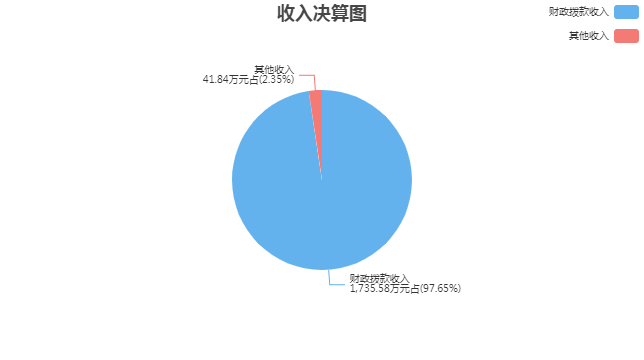 收入决算图
财政拨款收入
其他收入
其他收入
41.84万元占(2.35%)
财政拨款收入
1,735.58万元占(97.65%)